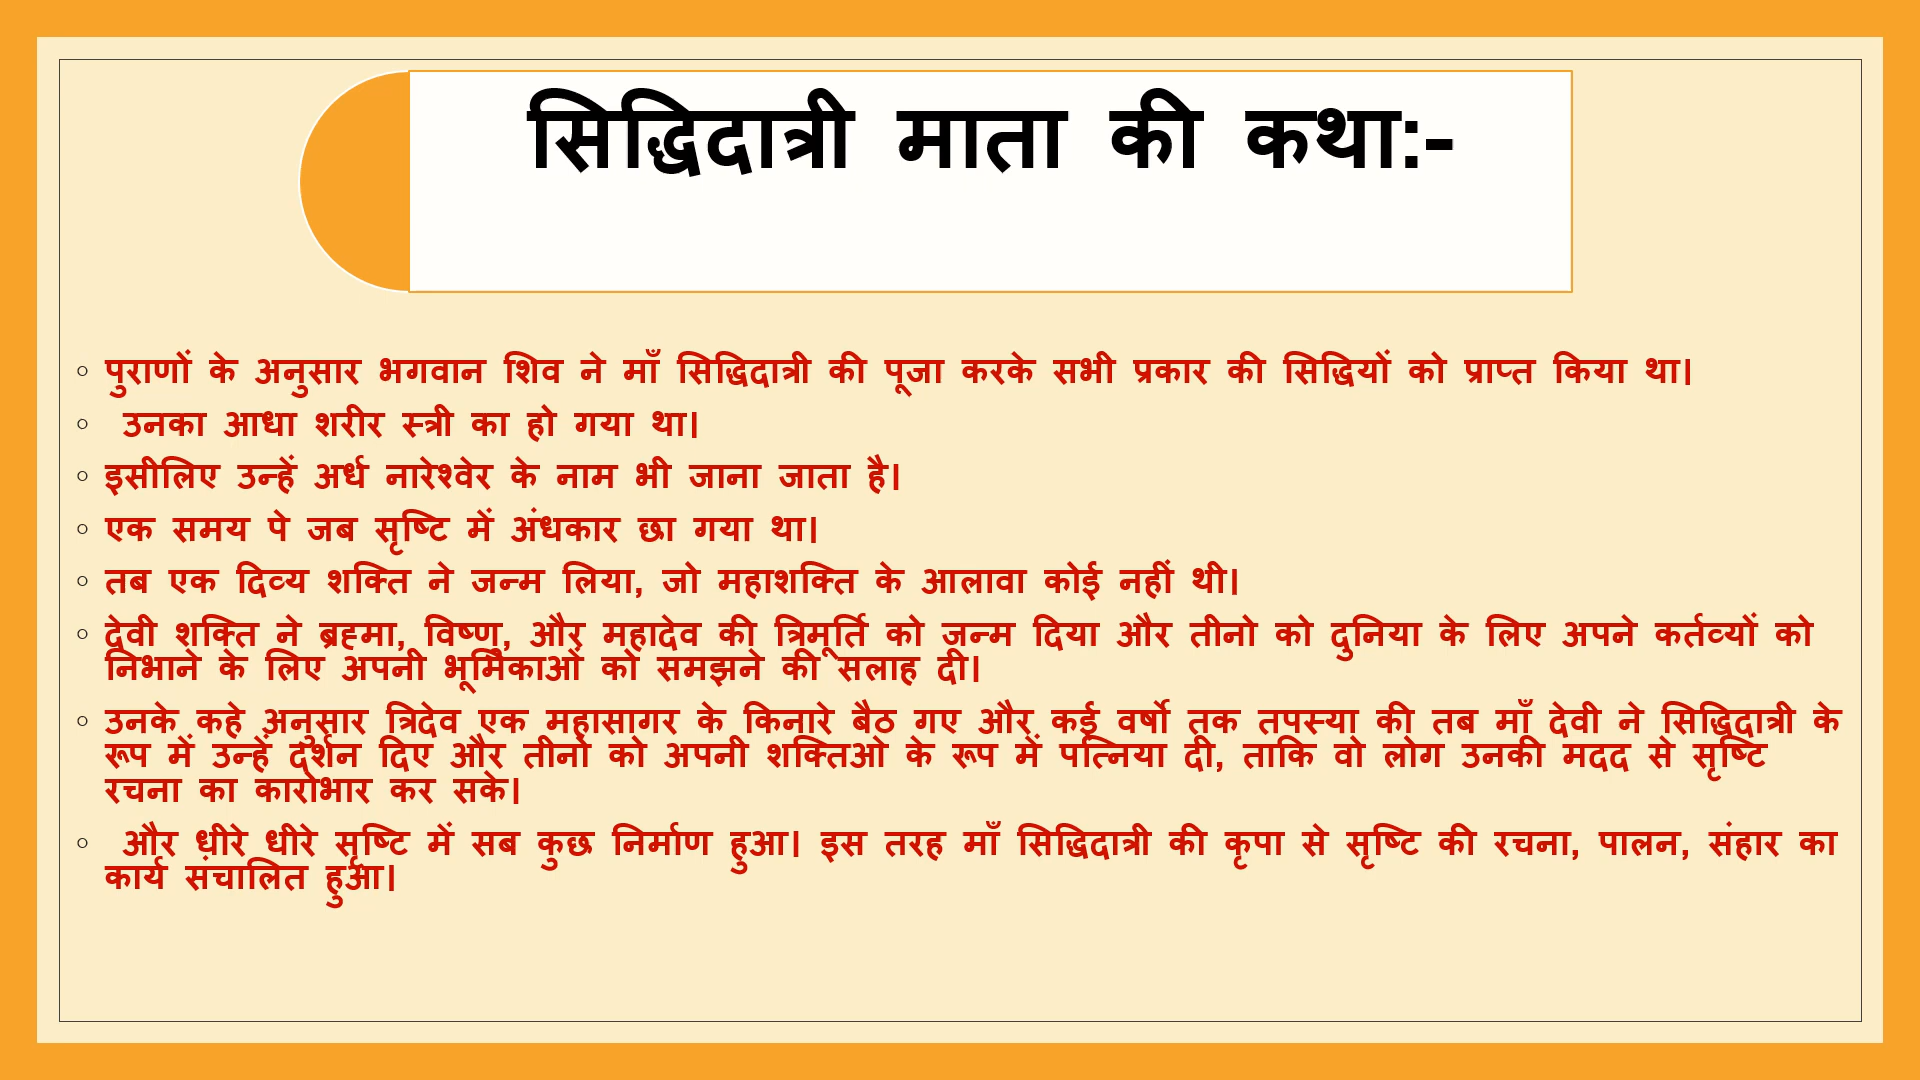 सिद्धिदात्री माता की कथा:-
पुराणों के अनुसार भगवान शिव ने माँ सिद्धिदात्री की पूजा करके सभी प्रकार की सिद्धियों को प्राप्त किया था।
उनका आधा शरीर स्त्री का हो गया था।
इसीलिए उन्हें अर्ध नारेश्वेर के नाम भी जाना जाता है।
एक समय पे जब सृष्टि में अंधकार छा गया था।
तब एक दिव्य शक्ति ने जन्म लिया, जो महाशक्ति के आलावा कोई नहीं थी।
देवी शक्ति ने ब्रह्मा, विष्णु, और महादेव की त्रिमूर्ति को जन्म दिया और तीनो को दुनिया के लिए अपने कर्तव्यों को
निभाने के लिए अपनी भूमिकाओं को समझने की सलाह दी।
उनके कहे अनुसार त्रिदेव एक महासागर के किनारे बैठ गए और कई वर्षो तक तपस्या की तब माँ देवी ने सिद्धिदात्री के
रूप में उन्हें दर्शन दिए और तीनो को अपनी शक्तिओ के रूप में पत्निया दी, ताकि वो लोग उनकी मदद से सृष्टि
रचना का कारोभार कर सके।
और धीरे धीरे सृष्टि में सब कुछ निर्माण हुआ। इस तरह माँ सिद्धिदात्री की कृपा से सृष्टि की रचना, पालन, संहार का
कार्य संचालित हुर्आ।